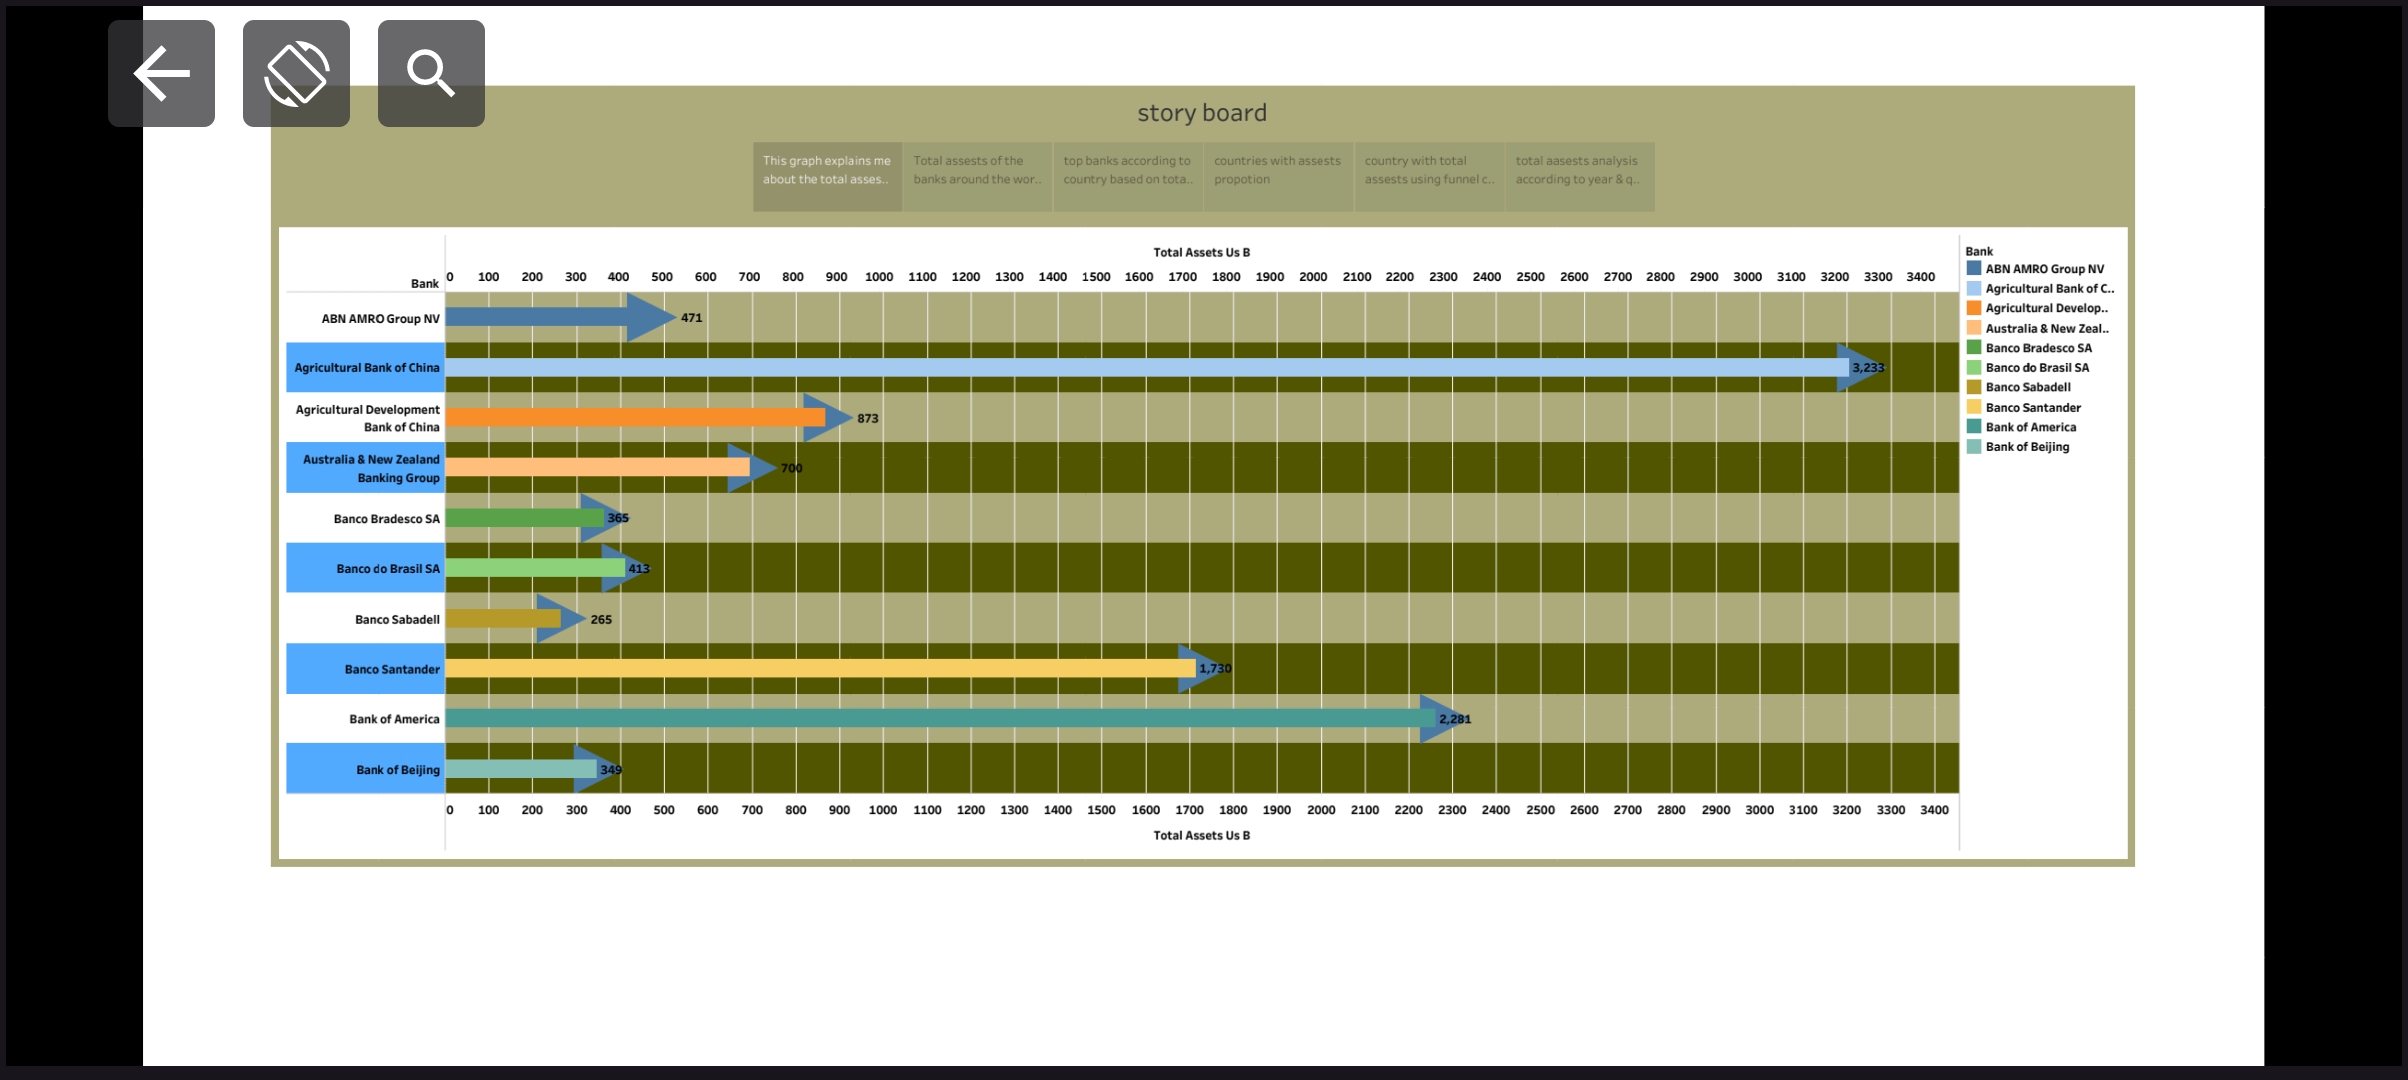 story board
This graph explains me
about the total asses..
Total assests of the
banks around the wor..
top banks according to
country based on tota..
countries with assests
propotion
country with total
assests using funnel c..
total aasests analysis
according to year & q..
Total Assets Us B
Bank
0 100 200 300 400 500 600 700 800 900 1000 1100 1200 1300 1400 1500 1600 1700 1800 1900 2000 2100 2200 2300 2400 2500 2600 2700 2800 2900 3000 3100 3200 3300 3400
ABN AMRO Group NV
471
Agricultural Bank of China
3,233
Agricultural Development
Bank of China
873
Australia & New Zealand
Banking Group
700
Banco Bradesco SA
365
Banco do Brasil SA
413
Banco Sabadell
265
Banco Santander
1,730
Bank of America
2,281
Bank of Beijing
349
0 100 200 300 400 500 600 700 800 900 1000 1100 1200 1300 1400 1500 1600 1700 1800 1900 2000 2100 2200 2300 2400 2500 2600 2700 2800 2900 3000 3100 3200 3300 3400
Total Assets Us B
Bank
ABN AMRO Group NV
Agricultural Bank of C..
Agricultural Develop..
Australia & New Zeal..
Banco Bradesco SA
Banco do Brasil SA
Banco Sabadell
Banco Santander
Bank of America
Bank of Beijing